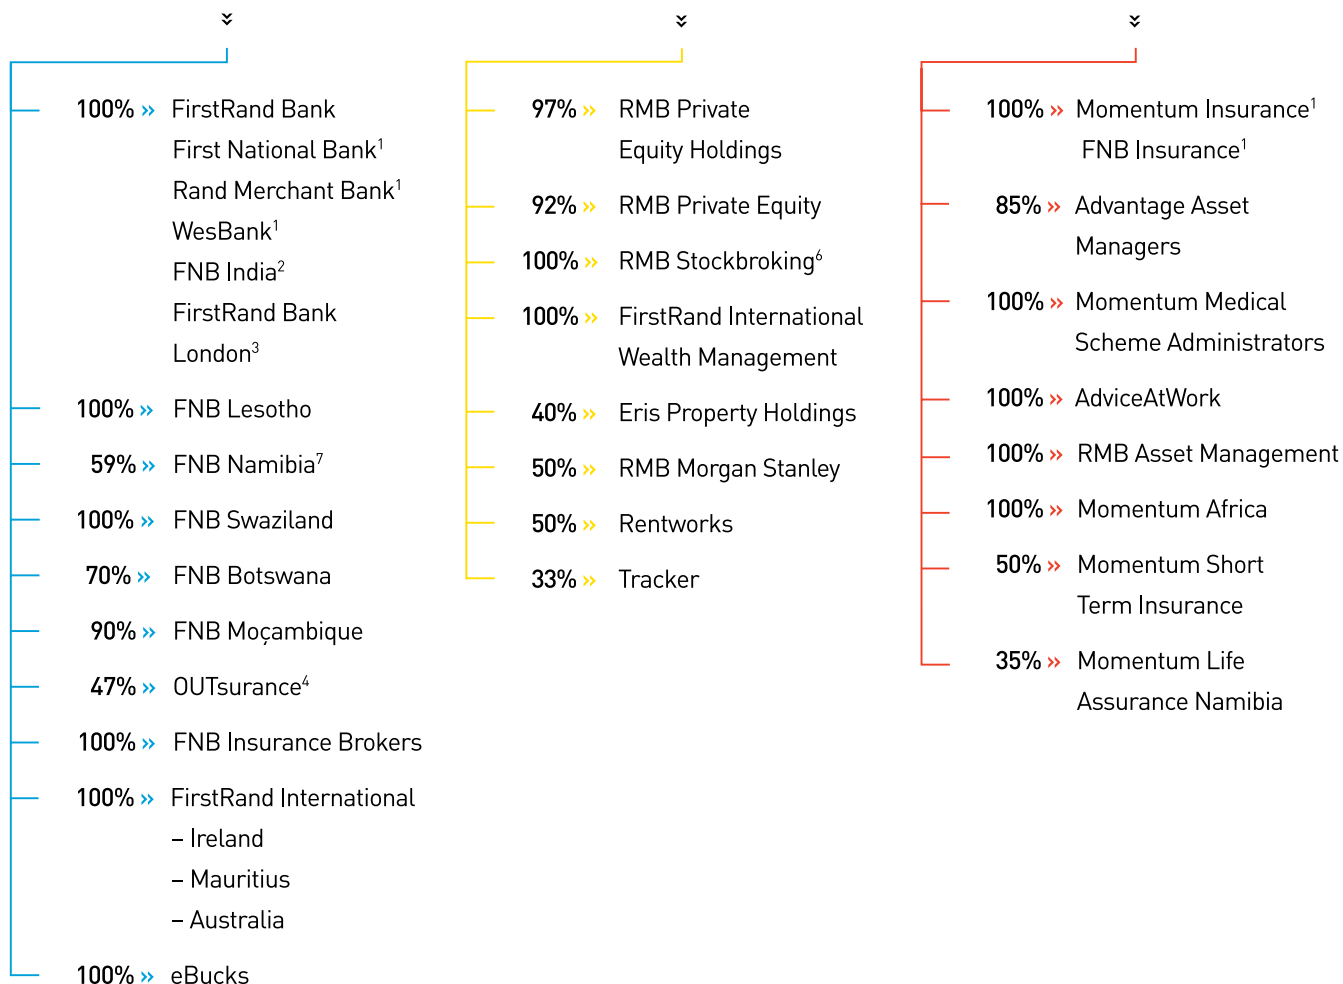 100% » FirstRand Bank
First National Bank¹
Rand Merchant Bank¹
WesBank¹
FNB India²
FirstRand Bank
London³
100% » FNB Lesotho
59% » FNB Namibia⁷
100% » FNB Swaziland
70% » FNB Botswana
90% » FNB Moçambique
47% » OUTsurance⁴
100% » FNB Insurance Brokers
100% » FirstRand International
– Ireland
– Mauritius
– Australia
100% » eBucks
97% » RMB Private
Equity Holdings
92% » RMB Private Equity
100% » RMB Stockbroking⁶
100% » FirstRand International
Wealth Management
40% » Eris Property Holdings
50% » RMB Morgan Stanley
50% » Rentworks
33% » Tracker
100% » Momentum Insurance¹
FNB Insurance¹
85% » Advantage Asset
Managers
100% » Momentum Medical
Scheme Administrators
100% » AdviceAtWork
100% » RMB Asset Management
100% » Momentum Africa
50% » Momentum Short
Term Insurance
35% » Momentum Life
Assurance Namibia